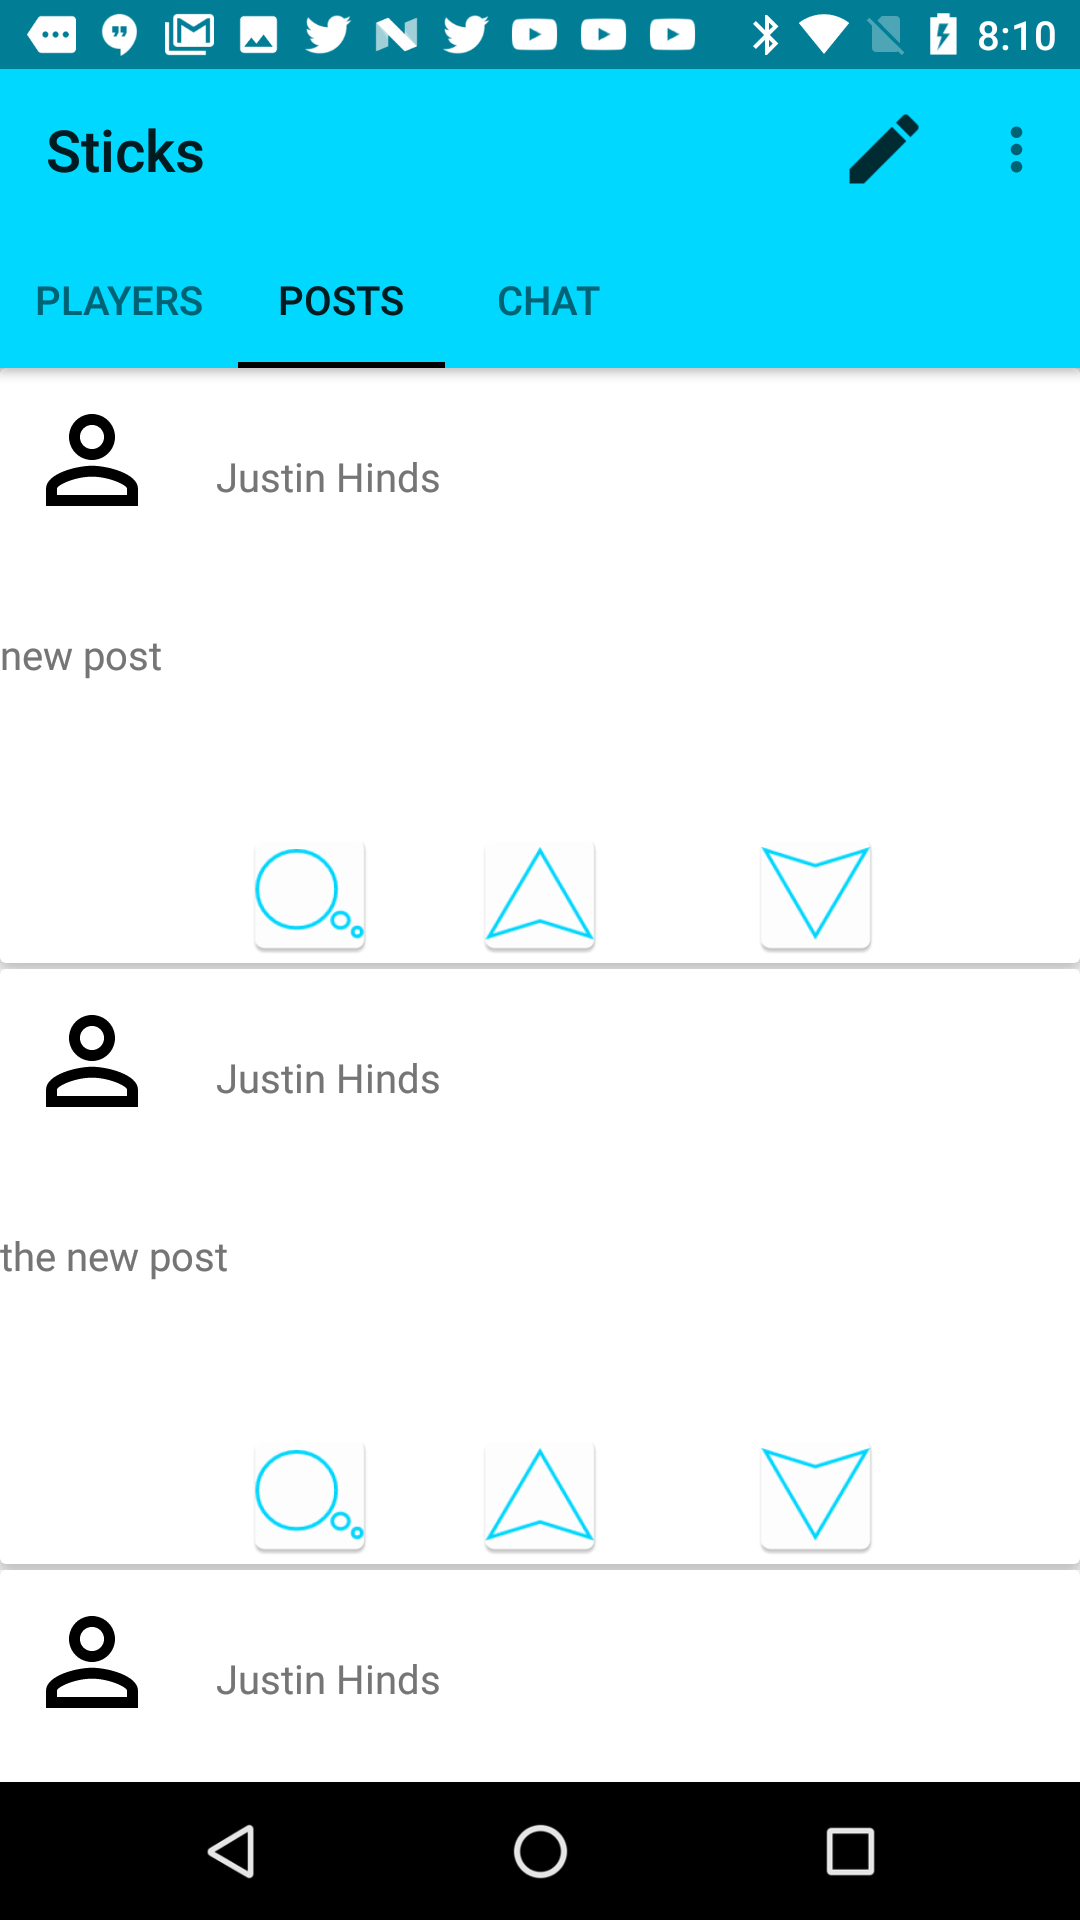 8:10
Sticks
PLAYERS POSTS CHAT
Justin Hinds
new post
Justin Hinds
the new post
Justin Hinds